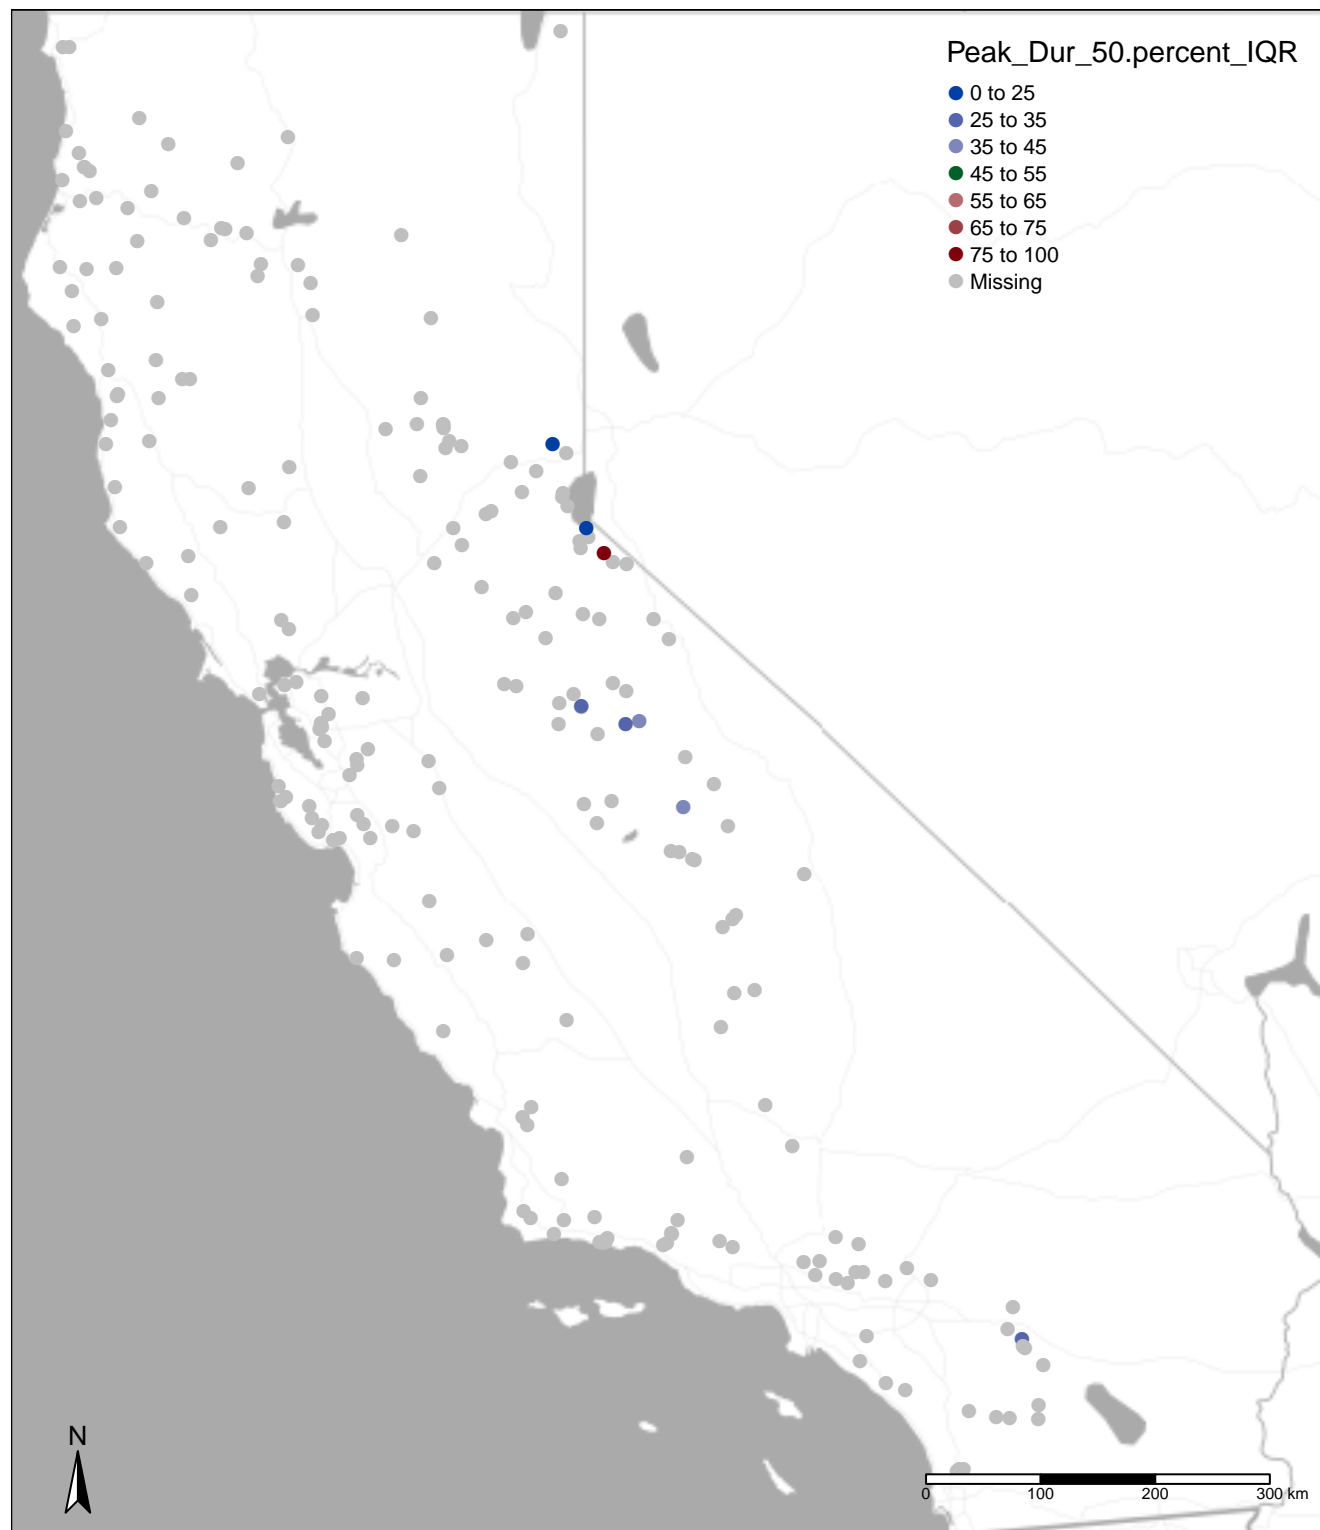 Peak_Dur_50.percent_IQR
0 to 25
25 to 35
35 to 45
45 to 55
55 to 65
65 to 75
75 to 100
Missing
N
0 100 200 300 km